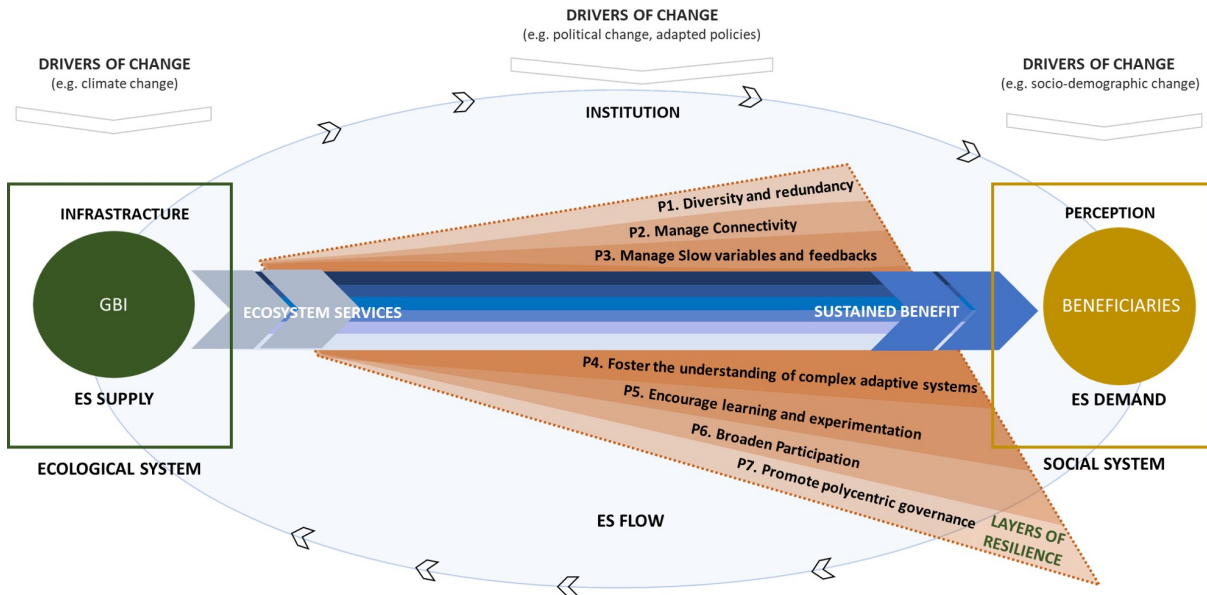 DRIVERS OF CHANGE
(e.g. political change, adapted policies)
DRIVERS OF CHANGE
(e.g. climate change)
DRIVERS OF CHANGE
(e.g. socio-demographic change)
INSTITUTION
INFRASTRACTURE
GBI
ES SUPPLY
ECOLOGICAL SYSTEM
P1. Diversity and redundancy
P2. Manage Connectivity
P3. Manage Slow variables and feedbacks
ECOSYSTEM SERVICES
SUSTAINED BENEFIT
P4. Foster the understanding of complex adaptive systems
P5. Encourage learning and experimentation
P6. Broaden Participation
P7. Promote polycentric governance
LAYERS OF
RESILIENCE
PERCEPTION
BENEFICIARIES
ES DEMAND
SOCIAL SYSTEM
ES FLOW